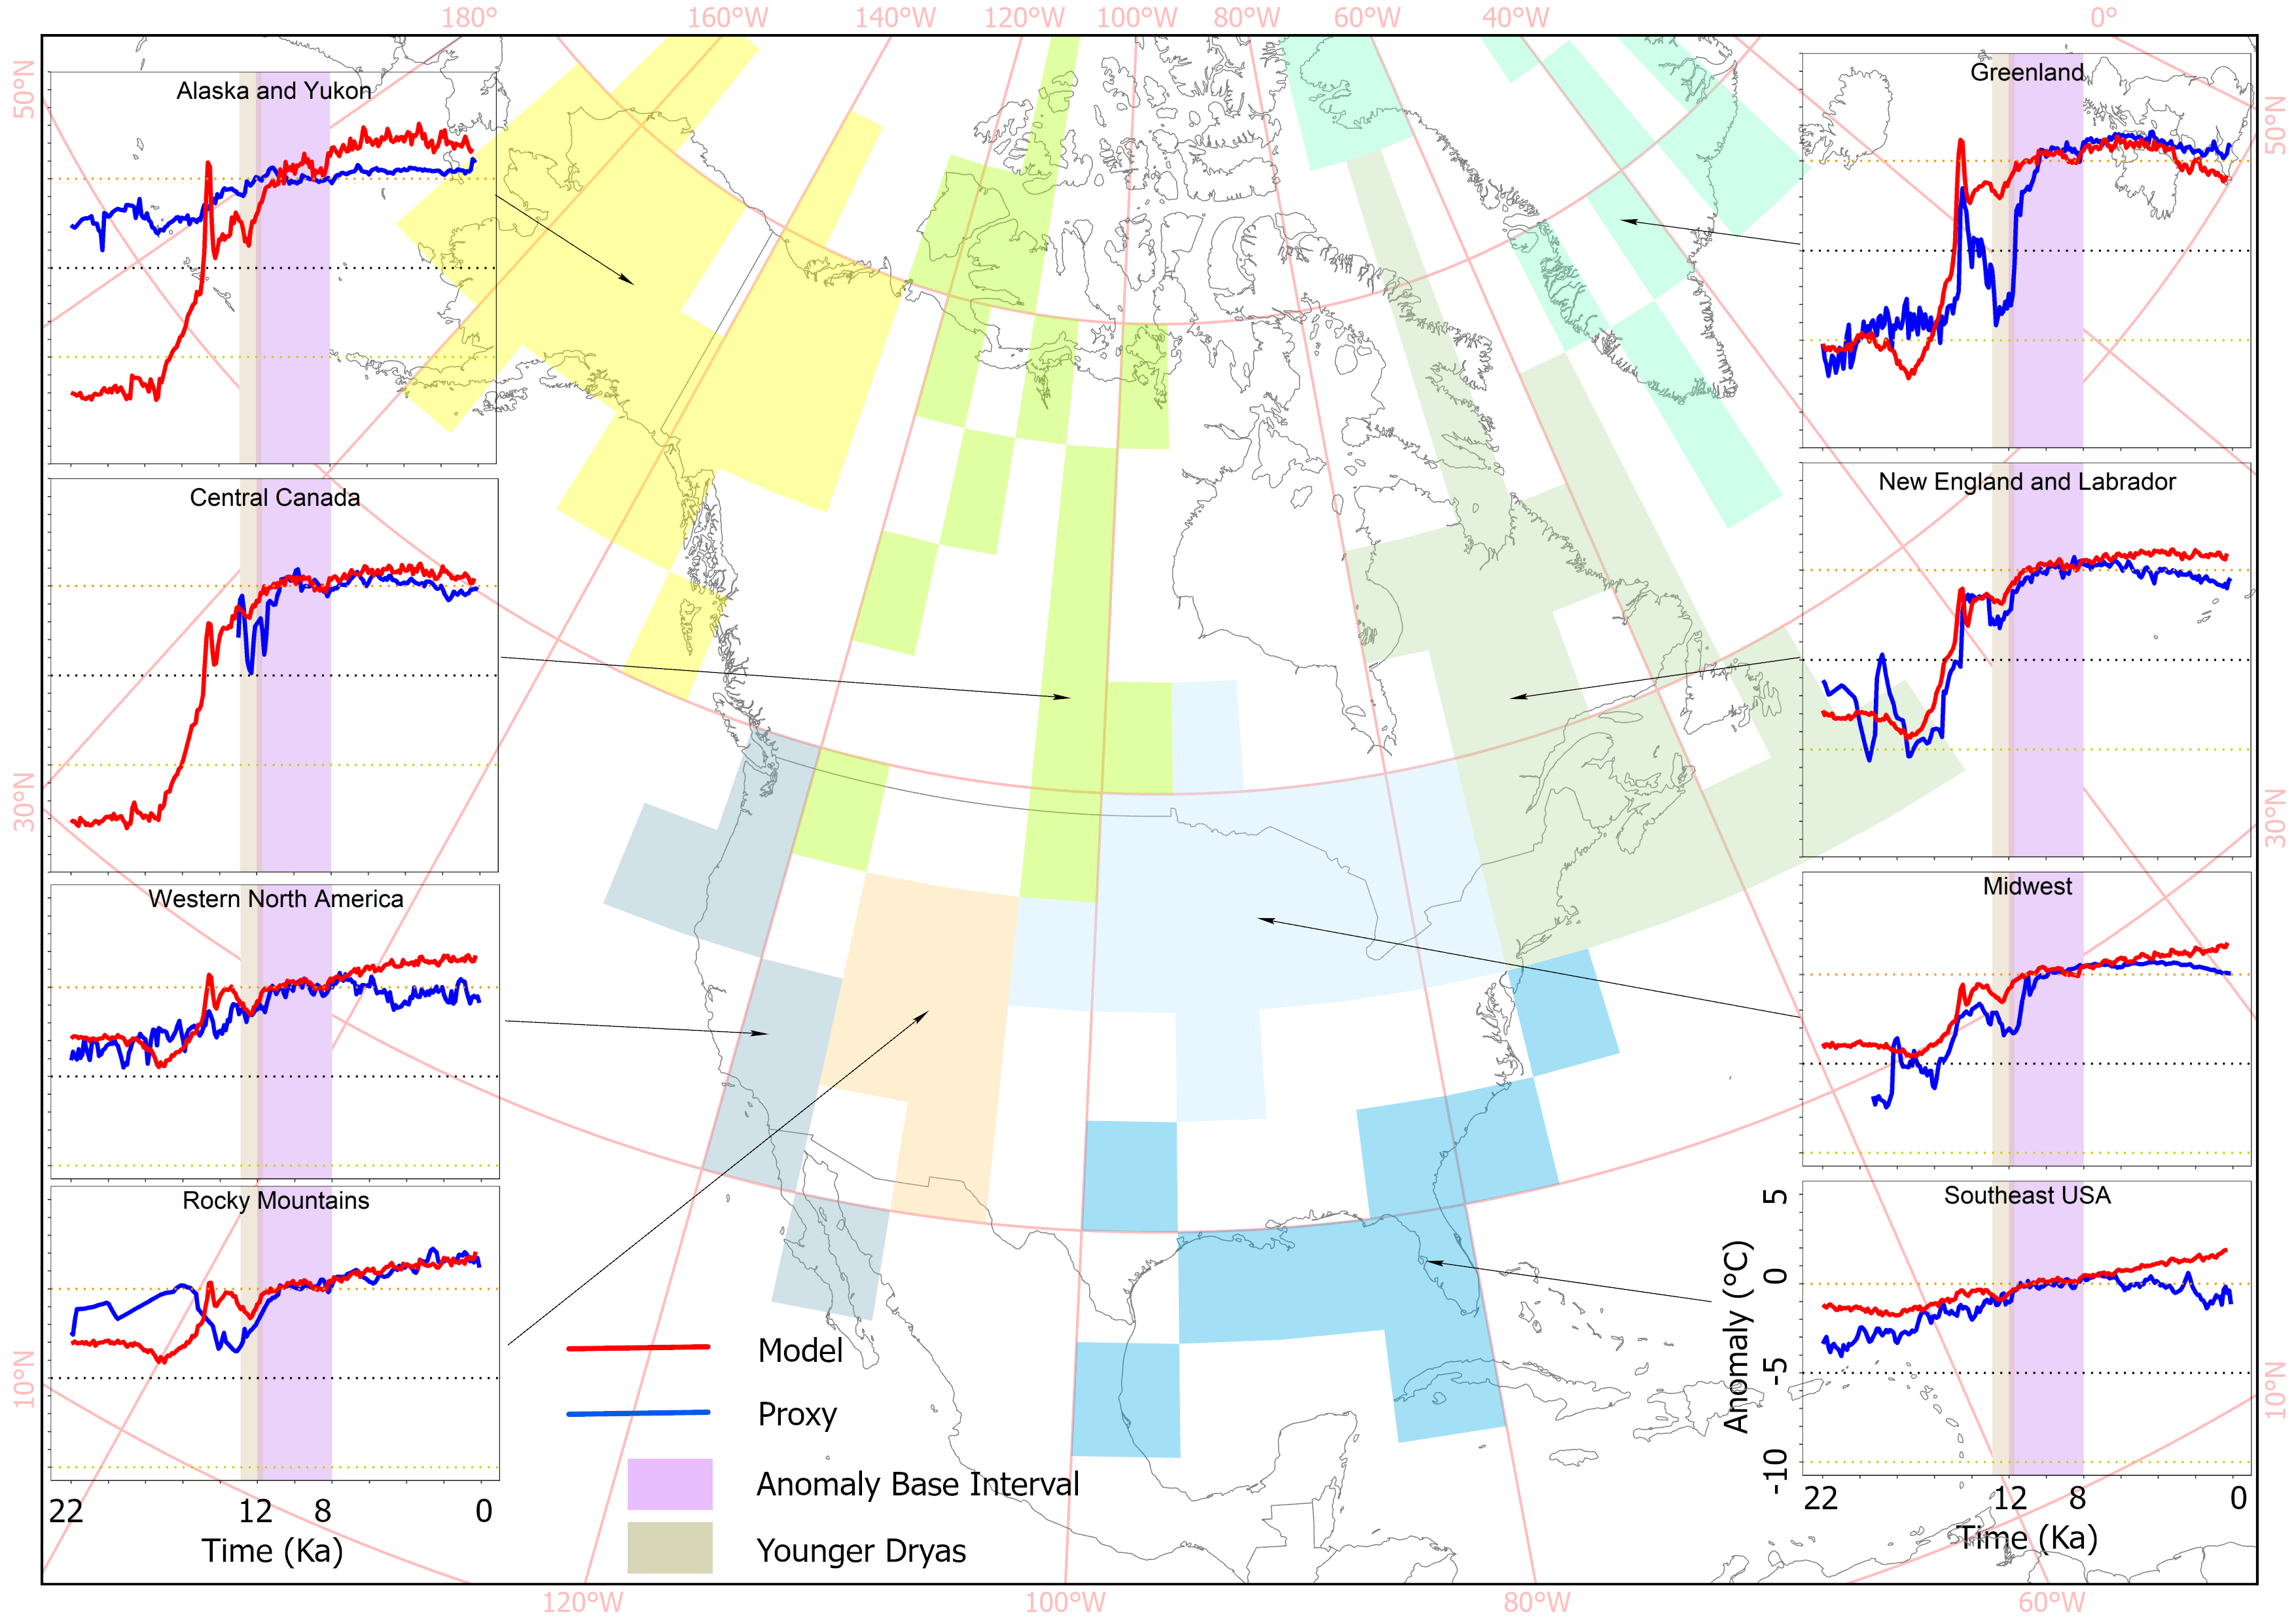 180° 160°W 140°W 120°W 100°W 80°W 60°W 40°W 0°
50°N
50°N
30°N
30°N
10°N
10°N
Alaska and Yukon
Greenland
Central Canada
New England and Labrador
Western North America
Midwest
Rocky Mountains
Southeast USA
5
0
-5
-10
Anomaly (°C)
22 12 8 0
Time (Ka)
22 12 8 0
Time (Ka)
Model
Proxy
Anomaly Base Interval
Younger Dryas
120°W 100°W 80°W 60°W